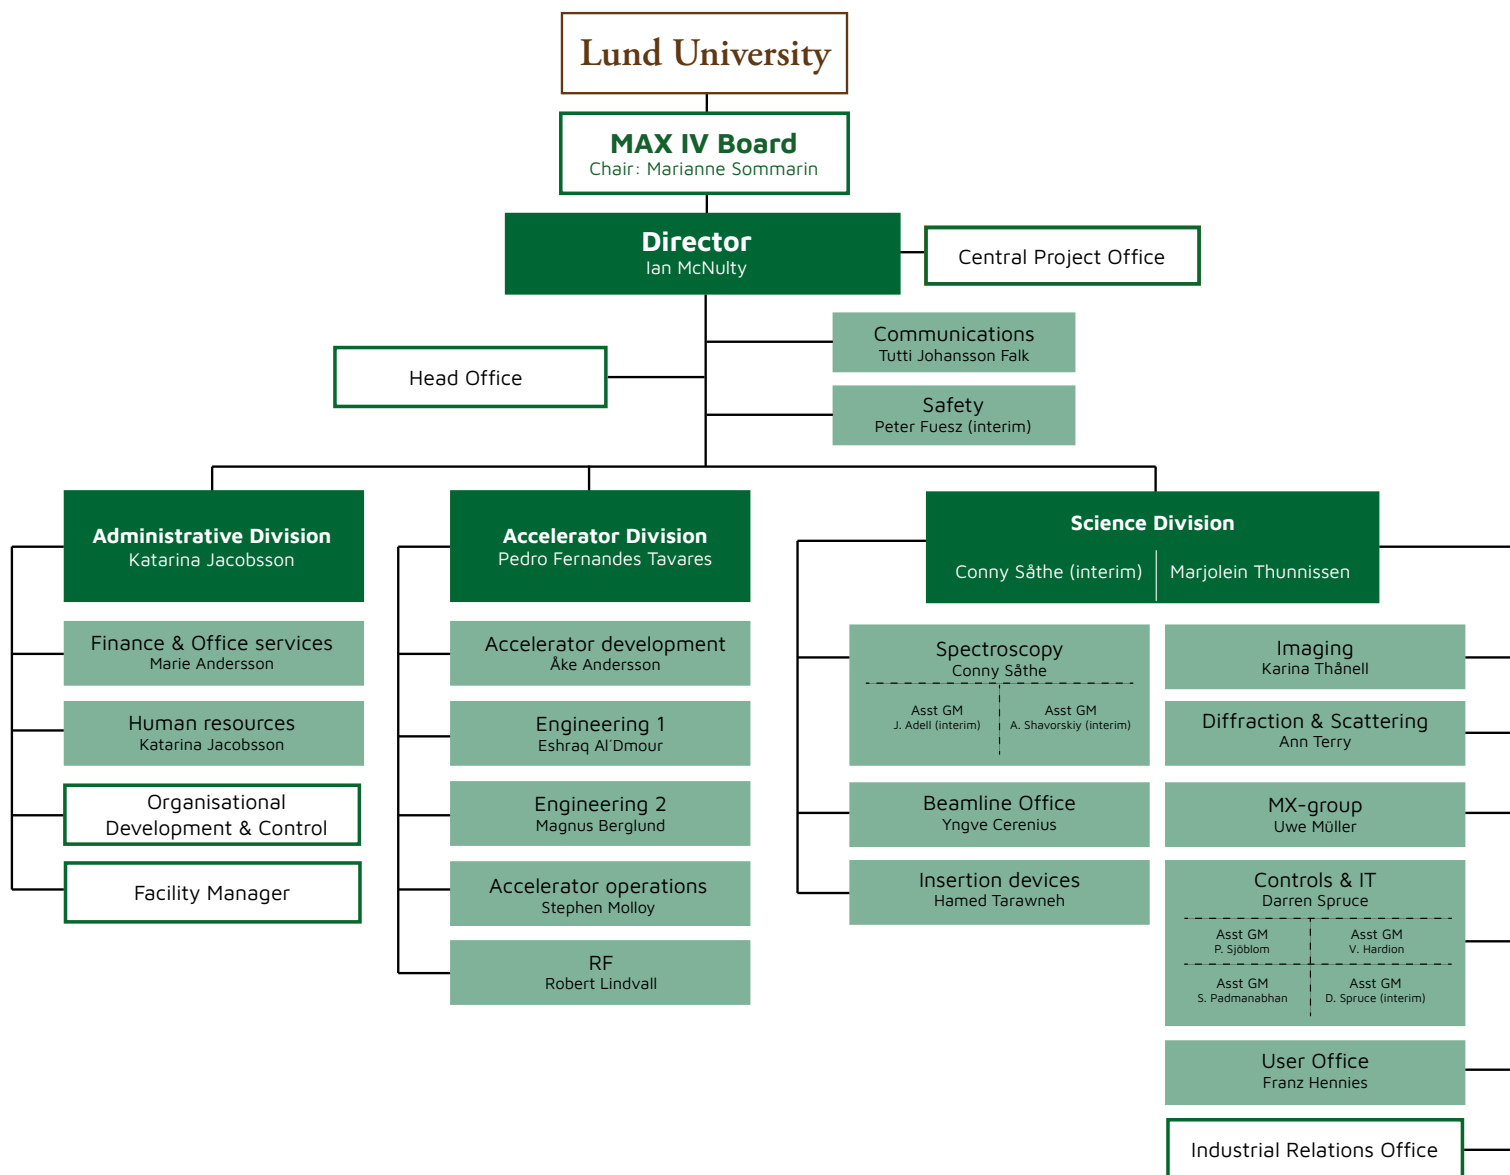 Lund University
MAX IV Board
Chair: Marianne Sommarin
Director
Ian McNulty
Central Project Office
Communications
Tutti Johansson Falk
Head Office
Safety
Peter Fuesz (interim)
Administrative Division
Katarina Jacobsson
Finance & Office services
Marie Andersson
Human resources
Katarina Jacobsson
Organisational
Development & Control
Facility Manager
Accelerator Division
Pedro Fernandes Tavares
Accelerator development
Åke Andersson
Engineering 1
Eshraq Al´Dmour
Engineering 2
Magnus Berglund
Accelerator operations
Stephen Molloy
RF
Robert Lindvall
Science Division
Conny Såthe (interim)
Marjolein Thunnissen
Spectroscopy
Conny Såthe
Asst GM
J. Adell (interim)
Asst GM
A. Shavorskiy (interim)
Beamline Office
Yngve Cerenius
Insertion devices
Hamed Tarawneh
Imaging
Karina Thånell
Diffraction & Scattering
Ann Terry
MX-group
Uwe Müller
Controls & IT
Darren Spruce
Asst GM
P. Sjöblom
Asst GM
V. Hardion
Asst GM
S. Padmanabhan
Asst GM
D. Spruce (interim)
User Office
Franz Hennies
Industrial Relations Office